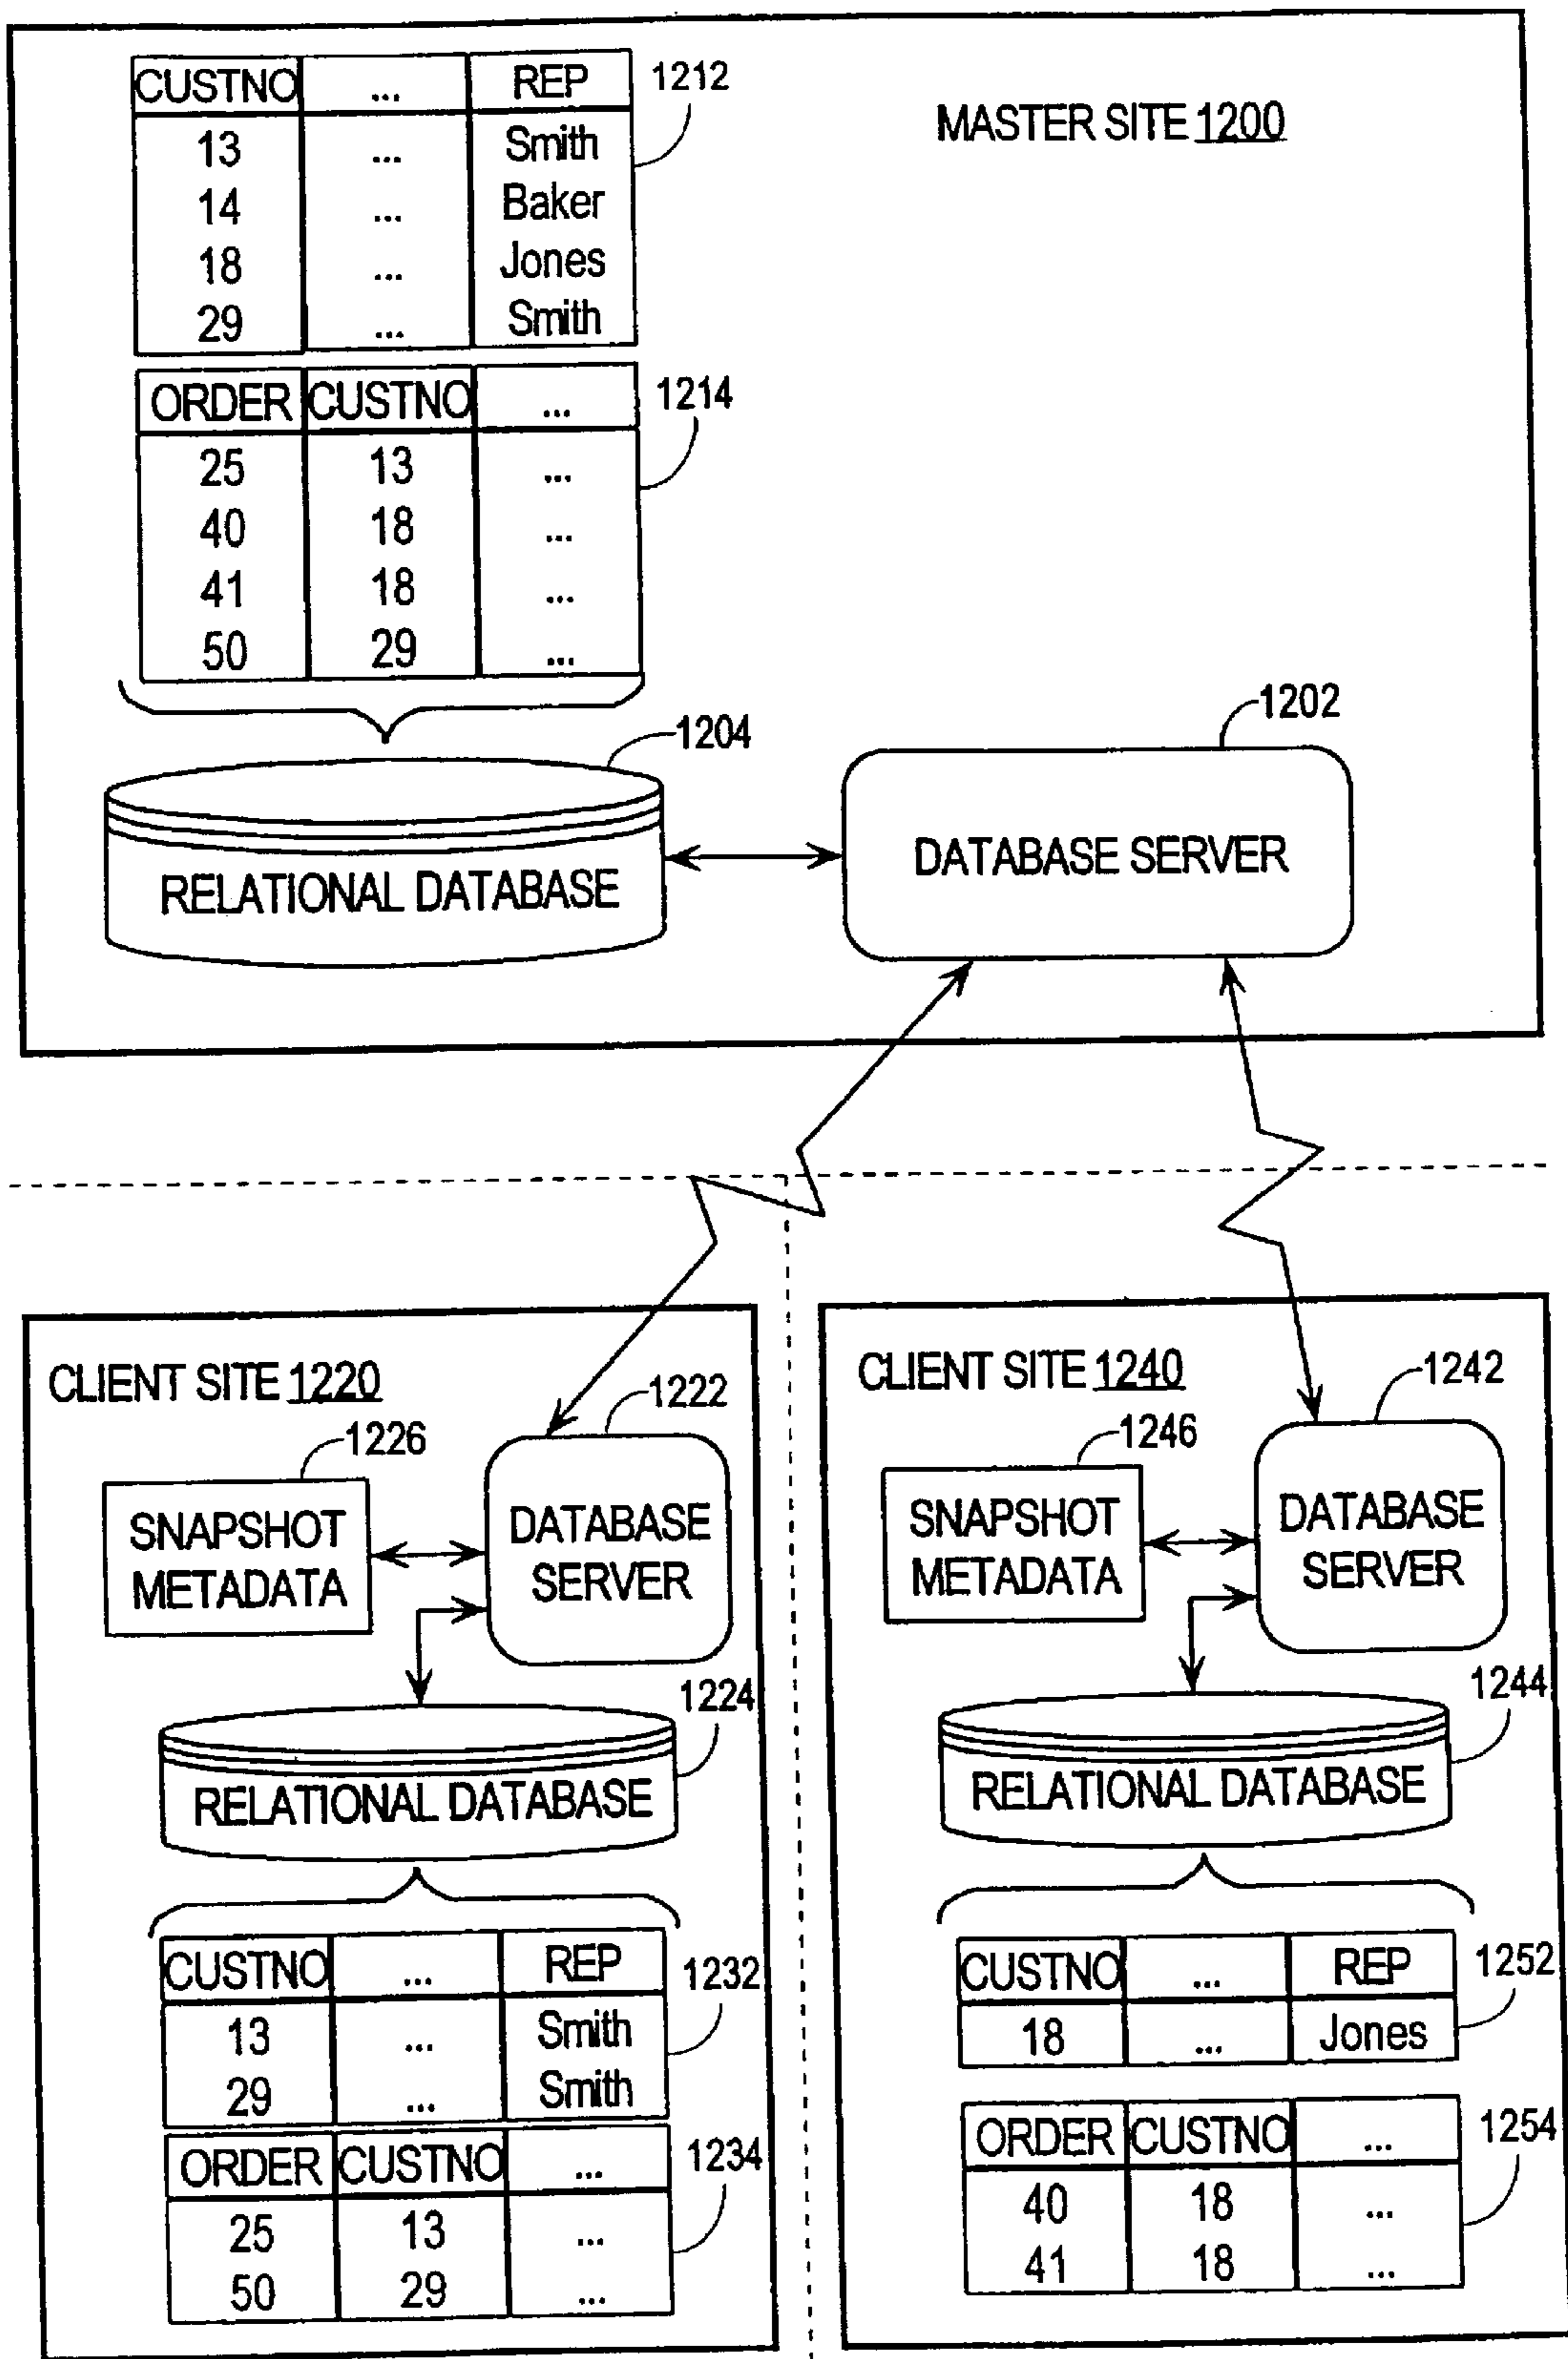 CUSTNO ... REP 1212
13 ... Smith
14 ... Baker
18 ... Jones
29 ... Smith
MASTER SITE 1200
ORDER CUSTNO ... 1214
25 13 ...
40 18 ...
41 18 ...
50 29 ...
1204
RELATIONAL DATABASE
1202
DATABASE SERVER
CLIENT SITE 1220
1222
1226
SNAPSHOT
METADATA
DATABASE
SERVER
1224
RELATIONAL DATABASE
CUSTNO ... REP 1232
13 ... Smith
29 ... Smith
ORDER CUSTNO ... 1234
25 13 ...
50 29 ...
CLIENT SITE 1240
1242
1246
SNAPSHOT
METADATA
DATABASE
SERVER
1244
RELATIONAL DATABASE
CUSTNO ... REP 1252
18 ... Jones
ORDER CUSTNO ... 1254
40 18 ...
41 18 ...